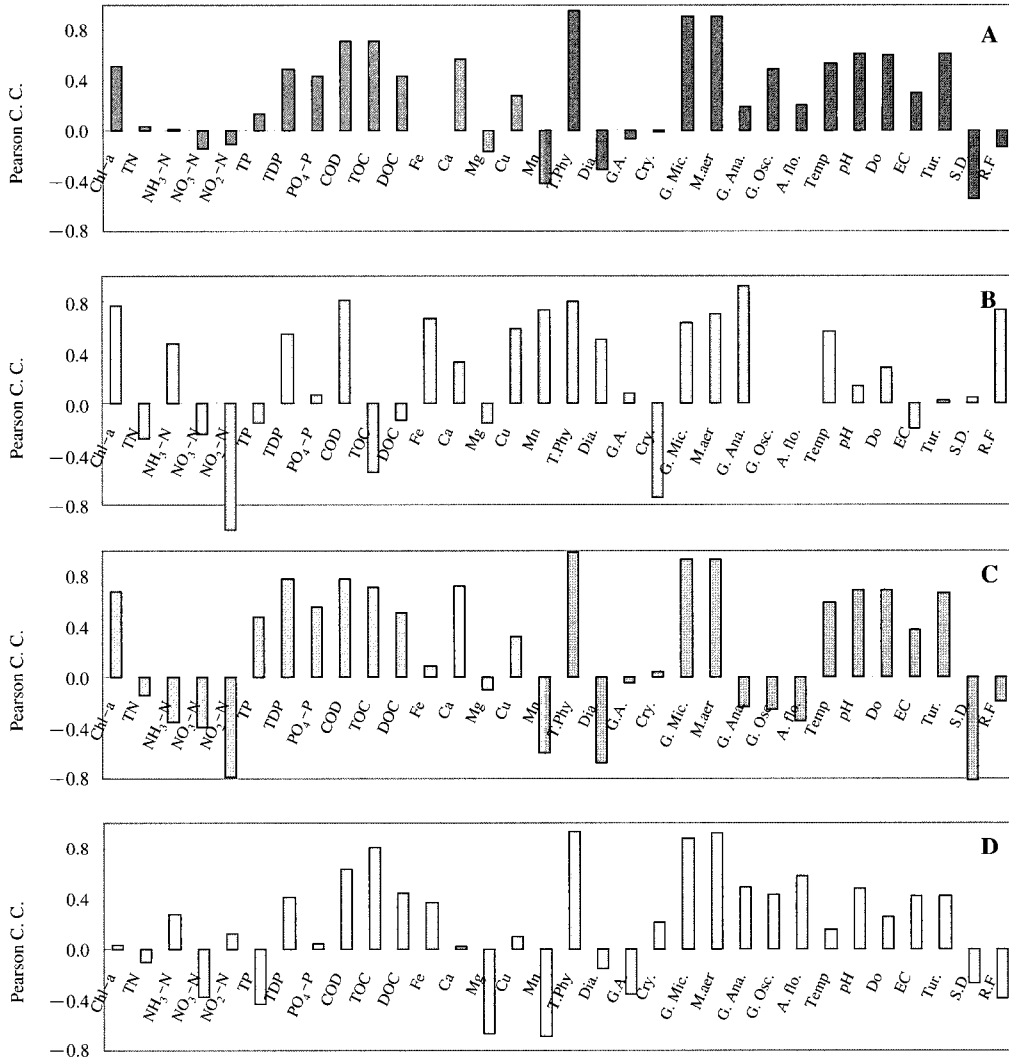 A
Pearson C. C.
0.8
0.4
0.0
−0.4
−0.8
Chl−a
TN
NH₃−N
NO₃−N
NO₂−N
TP
TDP
PO₄−P
COD
TOC
DOC
Fe
Ca
Mg
Cu
Mn
T.Phy
Dia.
G.A.
Cry.
G. Mic.
M.aer
G. Ana.
G. Osc.
A. flo.
Temp
pH
Do
EC
Tur.
S.D.
R.F
B
Pearson C. C.
0.8
0.4
0.0
−0.4
−0.8
Chl−a
TN
NH₃−N
NO₃−N
NO₂−N
TP
TDP
PO₄−P
COD
TOC
DOC
Fe
Ca
Mg
Cu
Mn
T.Phy
Dia.
G.A.
Cry.
G. Mic.
M.aer
G. Ana.
G. Osc.
A. flo.
Temp
pH
Do
EC
Tur.
S.D.
R.F
C
Pearson C. C.
0.8
0.4
0.0
−0.4
−0.8
Chl−a
TN
NH₃−N
NO₃−N
NO₂−N
TP
TDP
PO₄−P
COD
TOC
DOC
Fe
Ca
Mg
Cu
Mn
T.Phy
Dia.
G.A.
Cry.
G. Mic.
M.aer
G. Ana.
G. Osc.
A. flo.
Temp
pH
Do
EC
Tur.
S.D.
R.F
D
Pearson C. C.
0.8
0.4
0.0
−0.4
−0.8
Chl−a
TN
NH₃−N
NO₃−N
NO₂−N
TP
TDP
PO₄−P
COD
TOC
DOC
Fe
Ca
Mg
Cu
Mn
T.Phy
Dia.
G.A.
Cry.
G. Mic.
M.aer
G. Ana.
G. Osc.
A. flo.
Temp
pH
Do
EC
Tur.
S.D.
R.F